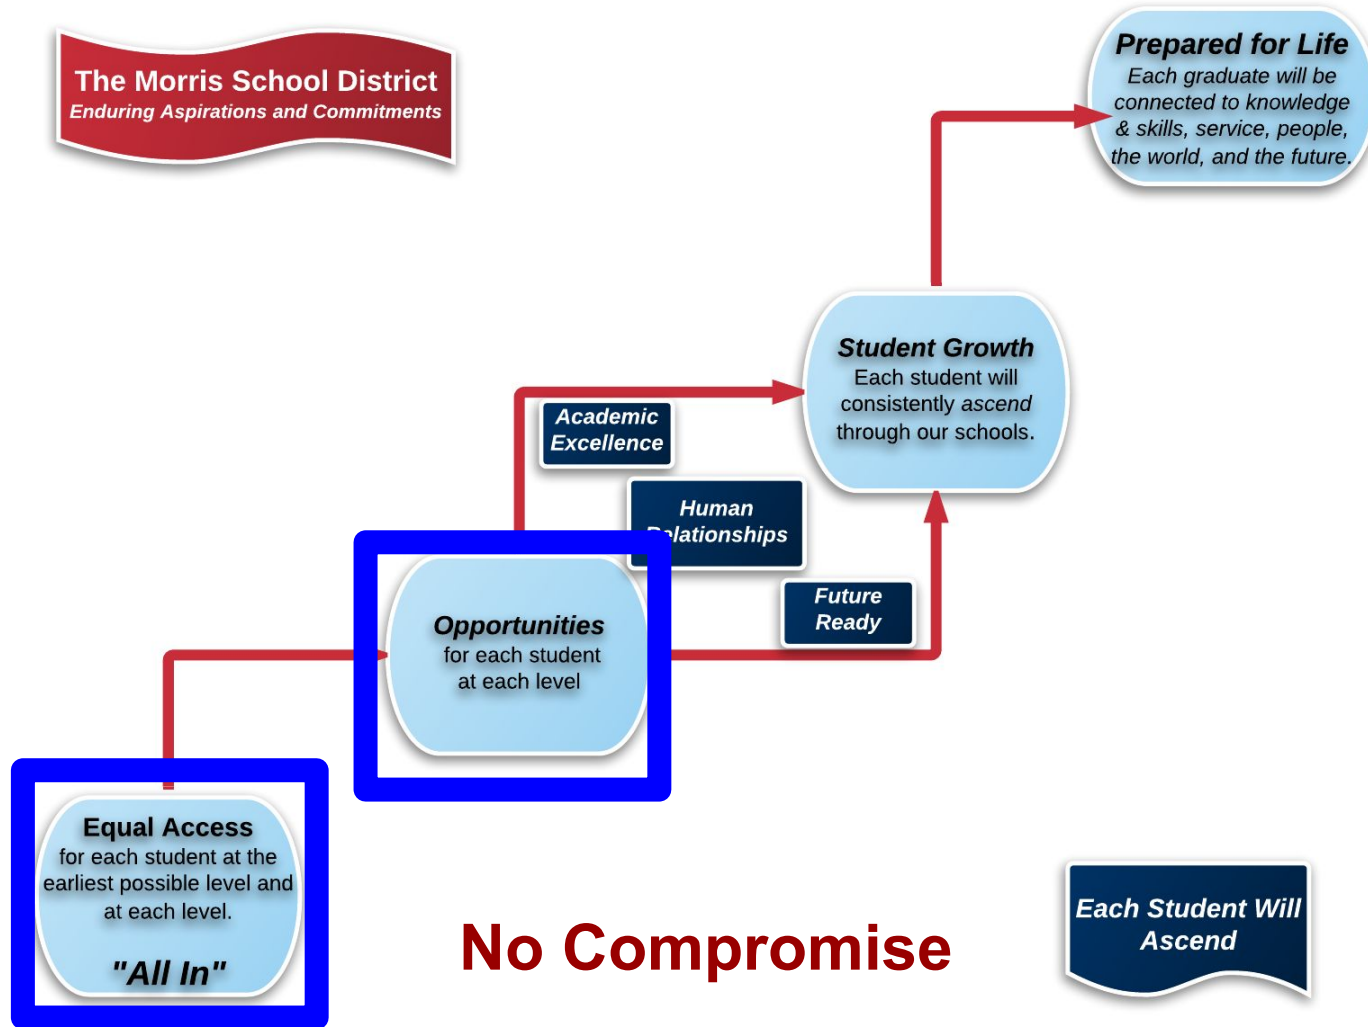 The Morris School District
Enduring Aspirations and Commitments
Prepared for Life
Each graduate will be
connected to knowledge
& skills, service, people,
the world, and the future.
Student Growth
Each student will
consistently ascend
through our schools.
Academic
Excellence
Human
Relationships
Future
Ready
Opportunities
for each student
at each level
Equal Access
for each student at the
earliest possible level and
at each level.
"All In"
No Compromise
Each Student Will
Ascend